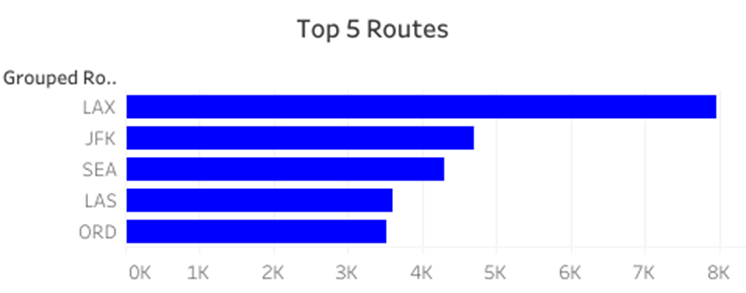 Top 5 Routes
Grouped Ro..
LAX
JFK
SEA
LAS
ORD
0K 1K 2K 3K 4K 5K 6K 7K 8K